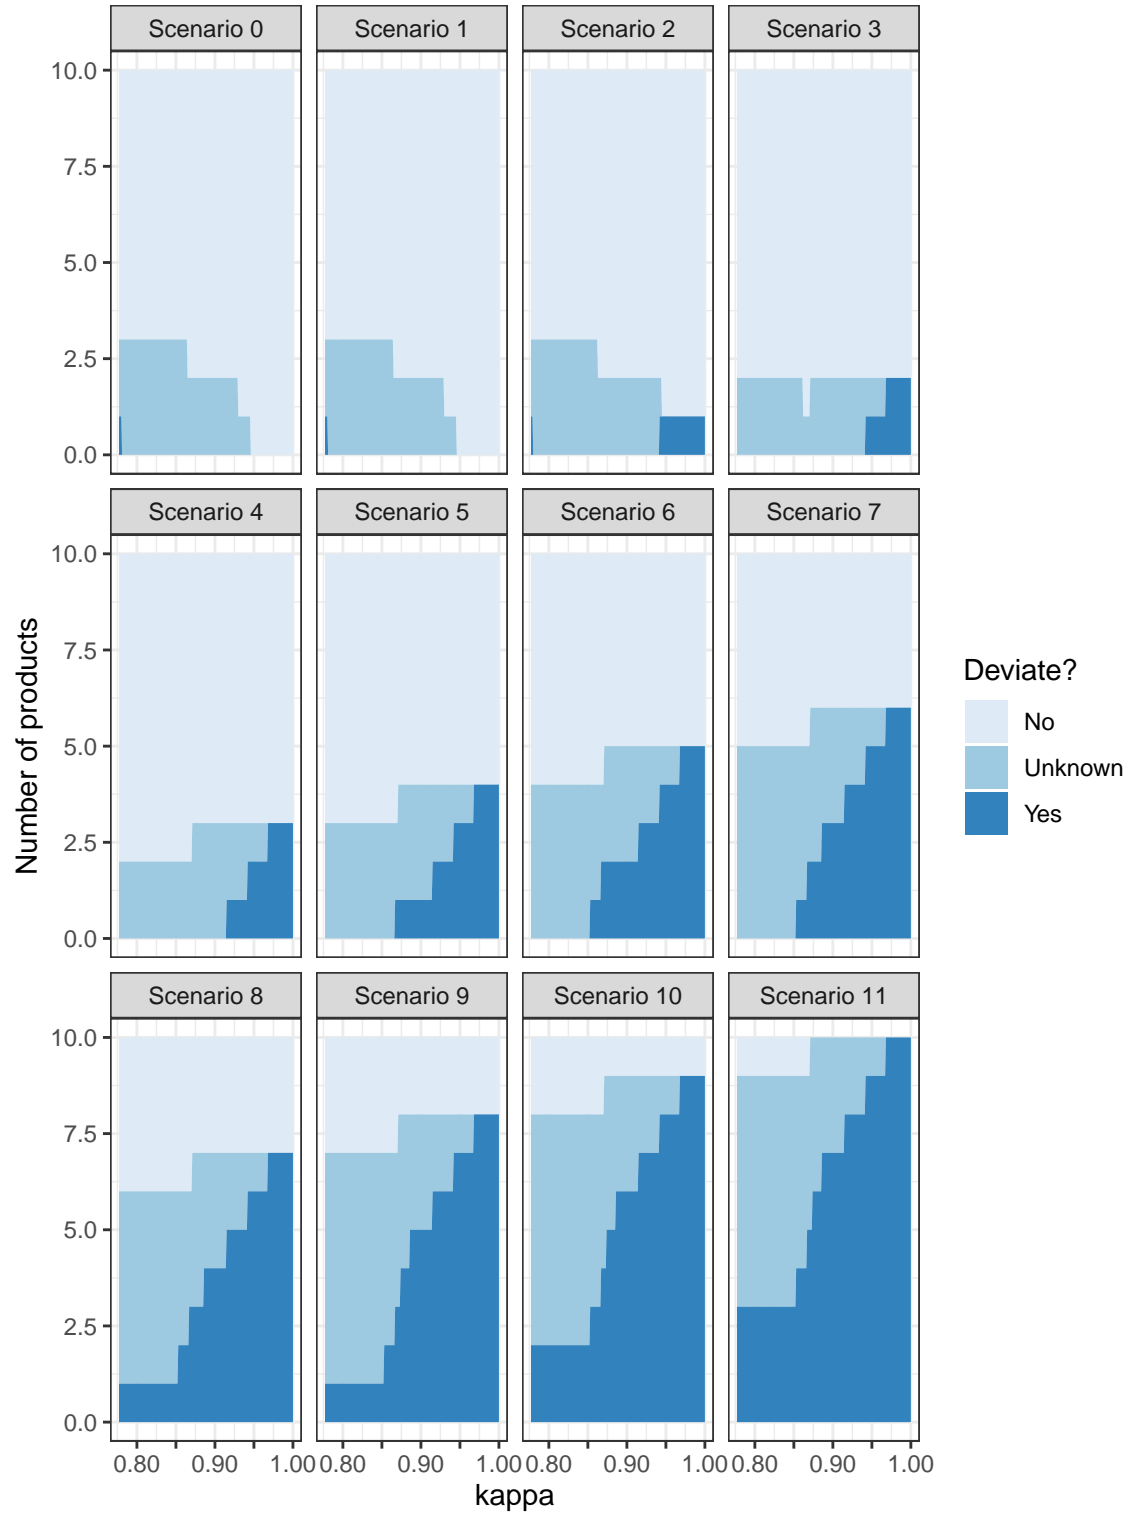 Scenario 0 Scenario 1 Scenario 2 Scenario 3
10.0
7.5
5.0
2.5
0.0
Scenario 4 Scenario 5 Scenario 6 Scenario 7
10.0
7.5
5.0
2.5
0.0
Number of products
Deviate?
No
Unknown
Yes
Scenario 8 Scenario 9 Scenario 10 Scenario 11
10.0
7.5
5.0
2.5
0.0
0.80 0.90 1.00 0.80 0.90 1.00 0.80 0.90 1.00 0.80 0.90 1.00
kappa